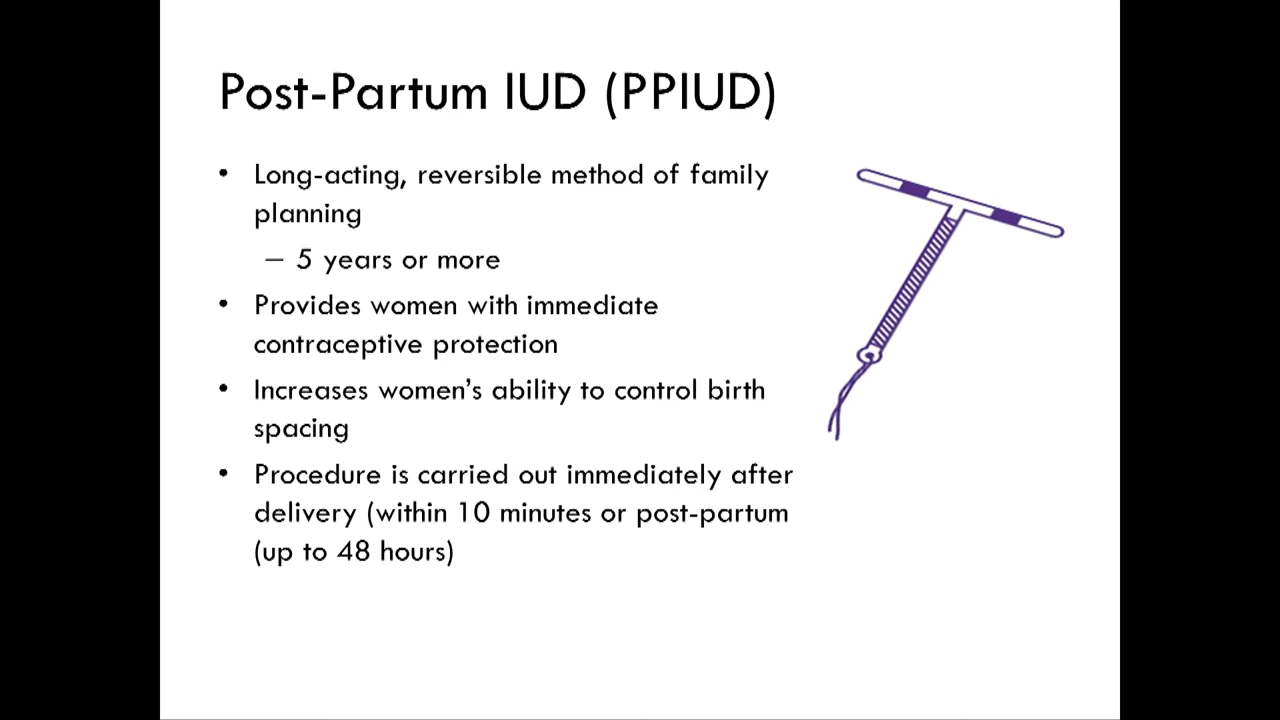 Post-Partum IUD (PPIUD)
• Long-acting, reversible method of family
planning
– 5 years or more
• Provides women with immediate
contraceptive protection
• Increases women’s ability to control birth
spacing
• Procedure is carried out immediately after
delivery (within 10 minutes or post-partum
(up to 48 hours)